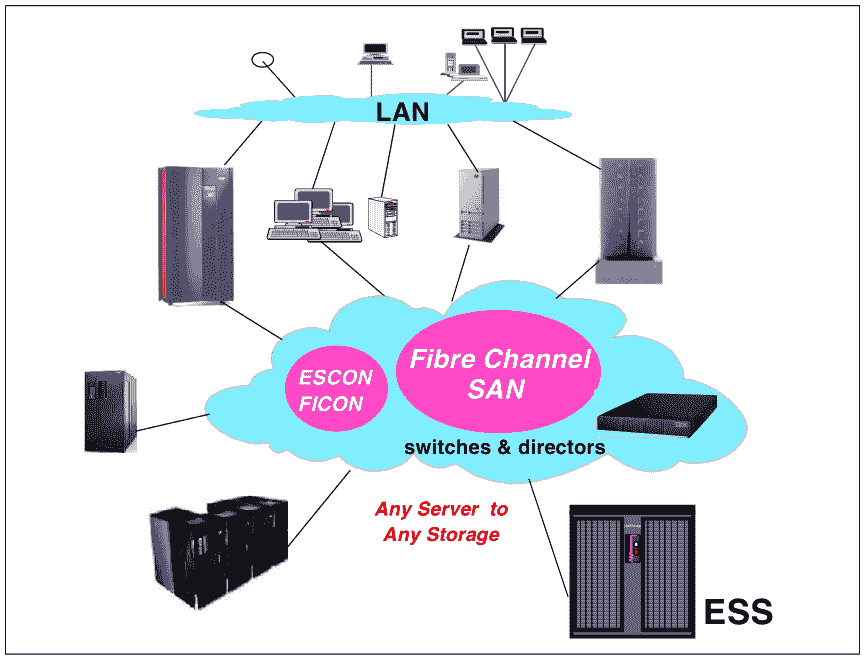 LAN
Fibre Channel
SAN
ESCON
FICON
switches & directors
Any Server to
Any Storage
ESS